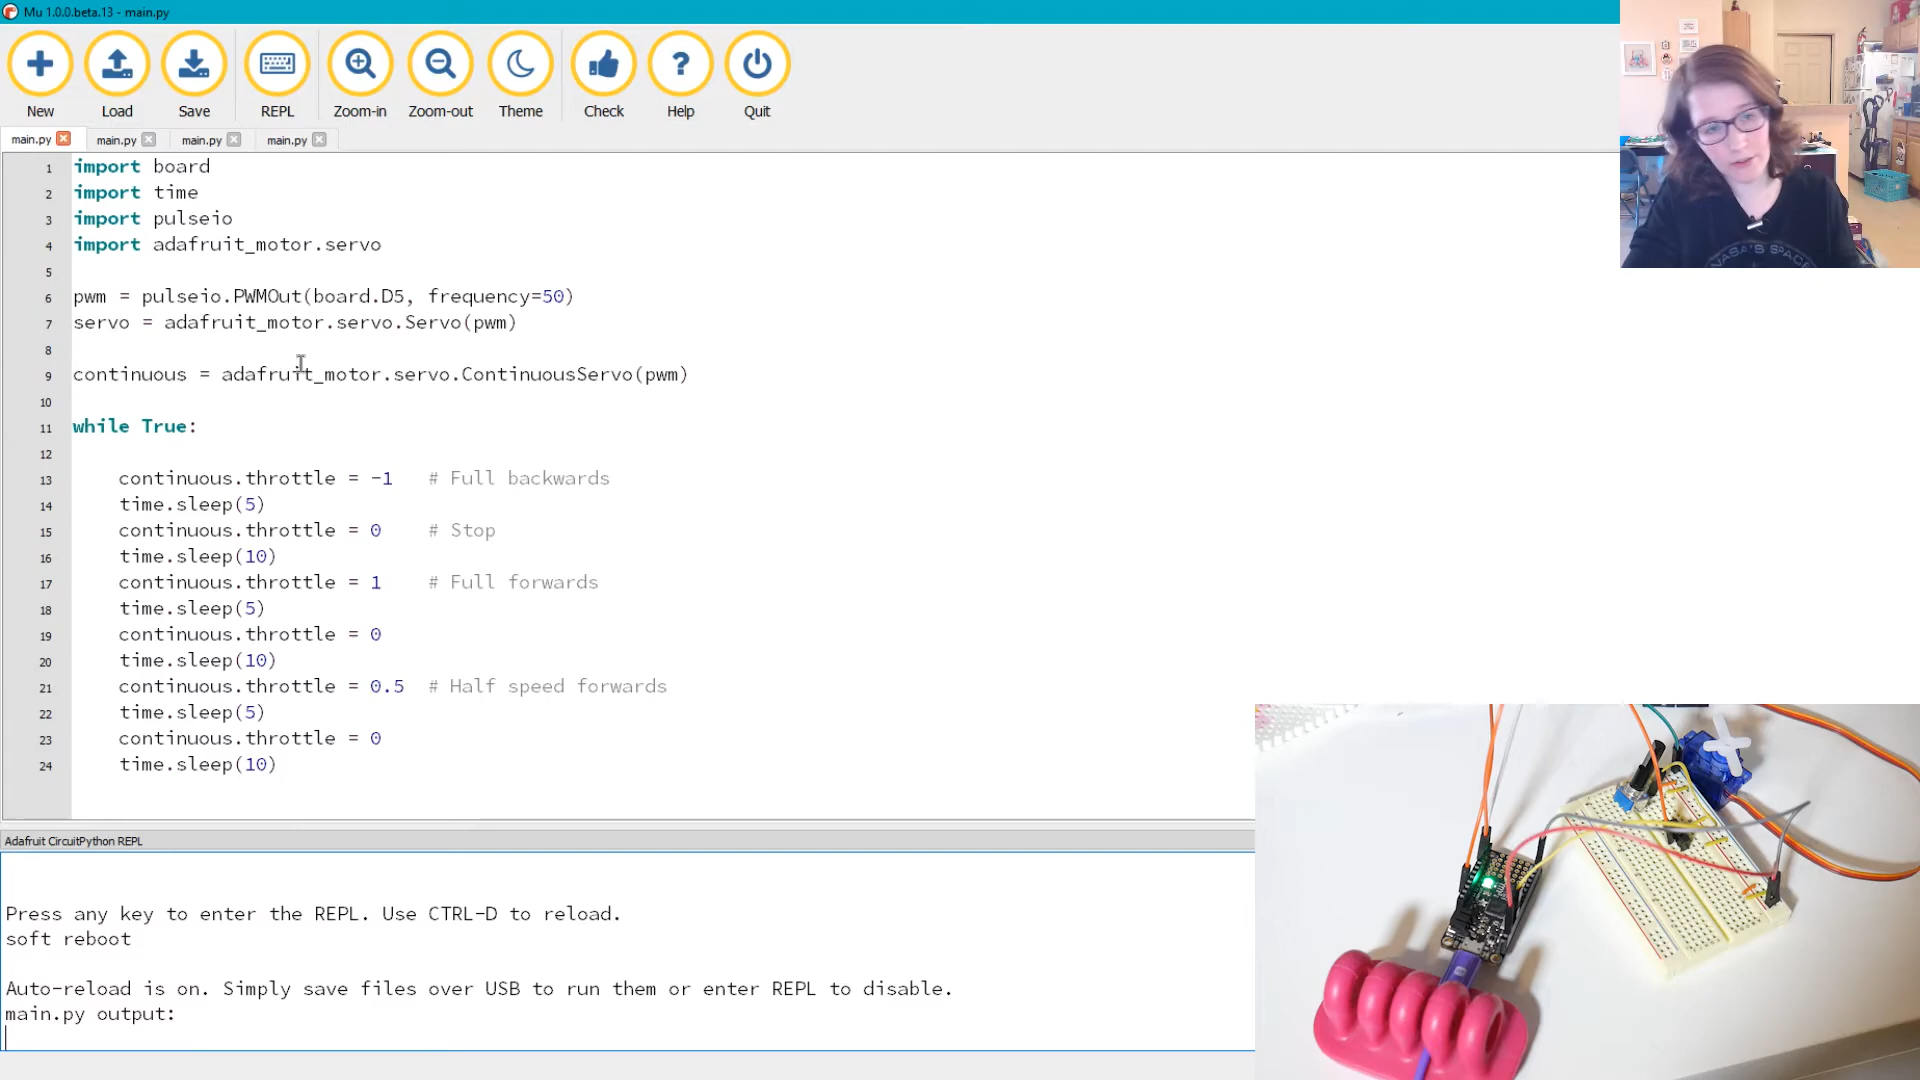 Mu 1.0.0.beta.13 - main.py
New Load Save REPL Zoom-in Zoom-out Theme Check ? Help Quit
main.py main.py main.py main.py
1 import board
2 import time
3 import pulseio
4 import adafruit_motor.servo
5
6 pwm = pulseio.PWMOut(board.D5, frequency=50)
7 servo = adafruit_motor.servo.Servo(pwm)
8
9 continuous = adafruit_motor.servo.ContinuousServo(pwm)
10
11 while True:
12
13 continuous.throttle = -1 # Full backwards
14 time.sleep(5)
15 continuous.throttle = 0 # Stop
16 time.sleep(10)
17 continuous.throttle = 1 # Full forwards
18 time.sleep(5)
19 continuous.throttle = 0
20 time.sleep(10)
21 continuous.throttle = 0.5 # Half speed forwards
22 time.sleep(5)
23 continuous.throttle = 0
24 time.sleep(10)
NASA'S SPACE
Adafruit CircuitPython REPL
Press any key to enter the REPL. Use CTRL-D to reload.
soft reboot
Auto-reload is on. Simply save files over USB to run them or enter REPL to disable.
main.py output: